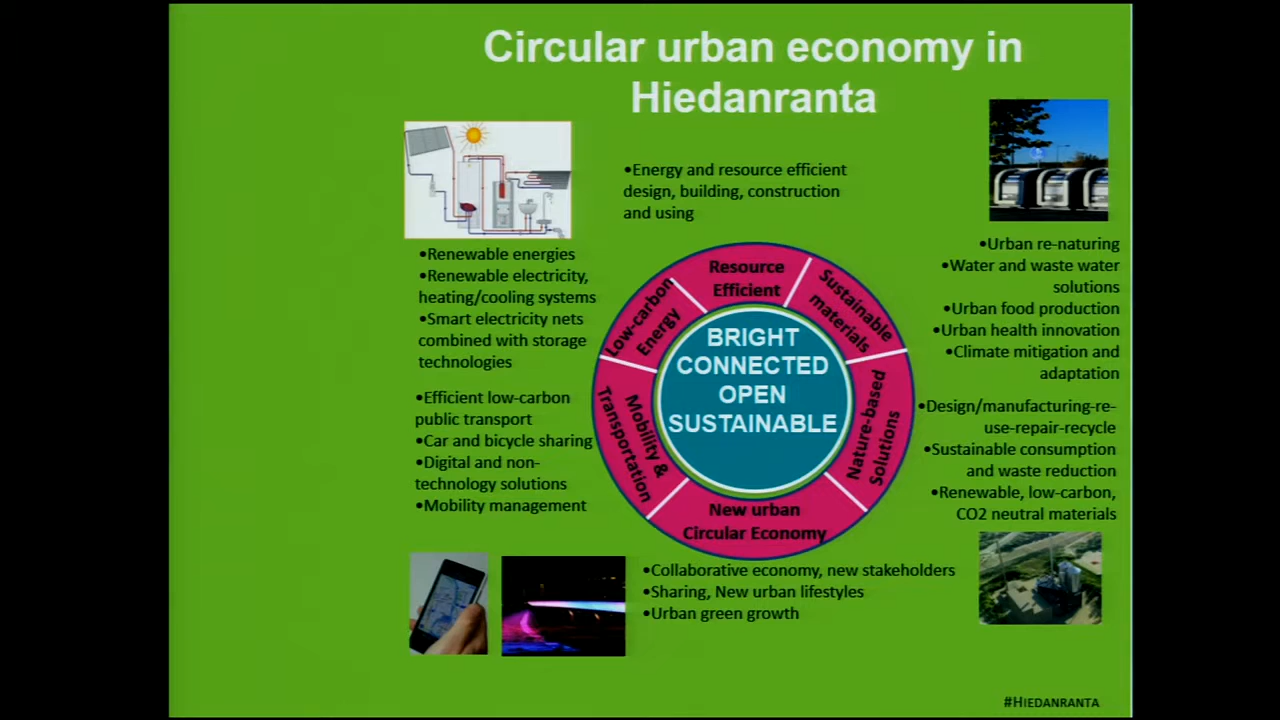 Circular urban economy in
Hiedanranta
•Energy and resource efficient
design, building, construction
and using
•Renewable energies
•Renewable electricity,
heating/cooling systems
•Smart electricity nets
combined with storage
technologies
•Efficient low-carbon
public transport
•Car and bicycle sharing
•Digital and non-
technology solutions
•Mobility management
Resource
Efficient
Sustainable
materials
Low-carbon
Energy
Mobility &
Transportation
Nature-based
Solutions
New urban
Circular Economy
BRIGHT
CONNECTED
OPEN
SUSTAINABLE
•Urban re-naturing
•Water and waste water
solutions
•Urban food production
•Urban health innovation
•Climate mitigation and
adaptation
•Design/manufacturing-re-
use-repair-recycle
•Sustainable consumption
and waste reduction
•Renewable, low-carbon,
CO2 neutral materials
•Collaborative economy, new stakeholders
•Sharing, New urban lifestyles
•Urban green growth
#HIEDANRANTA